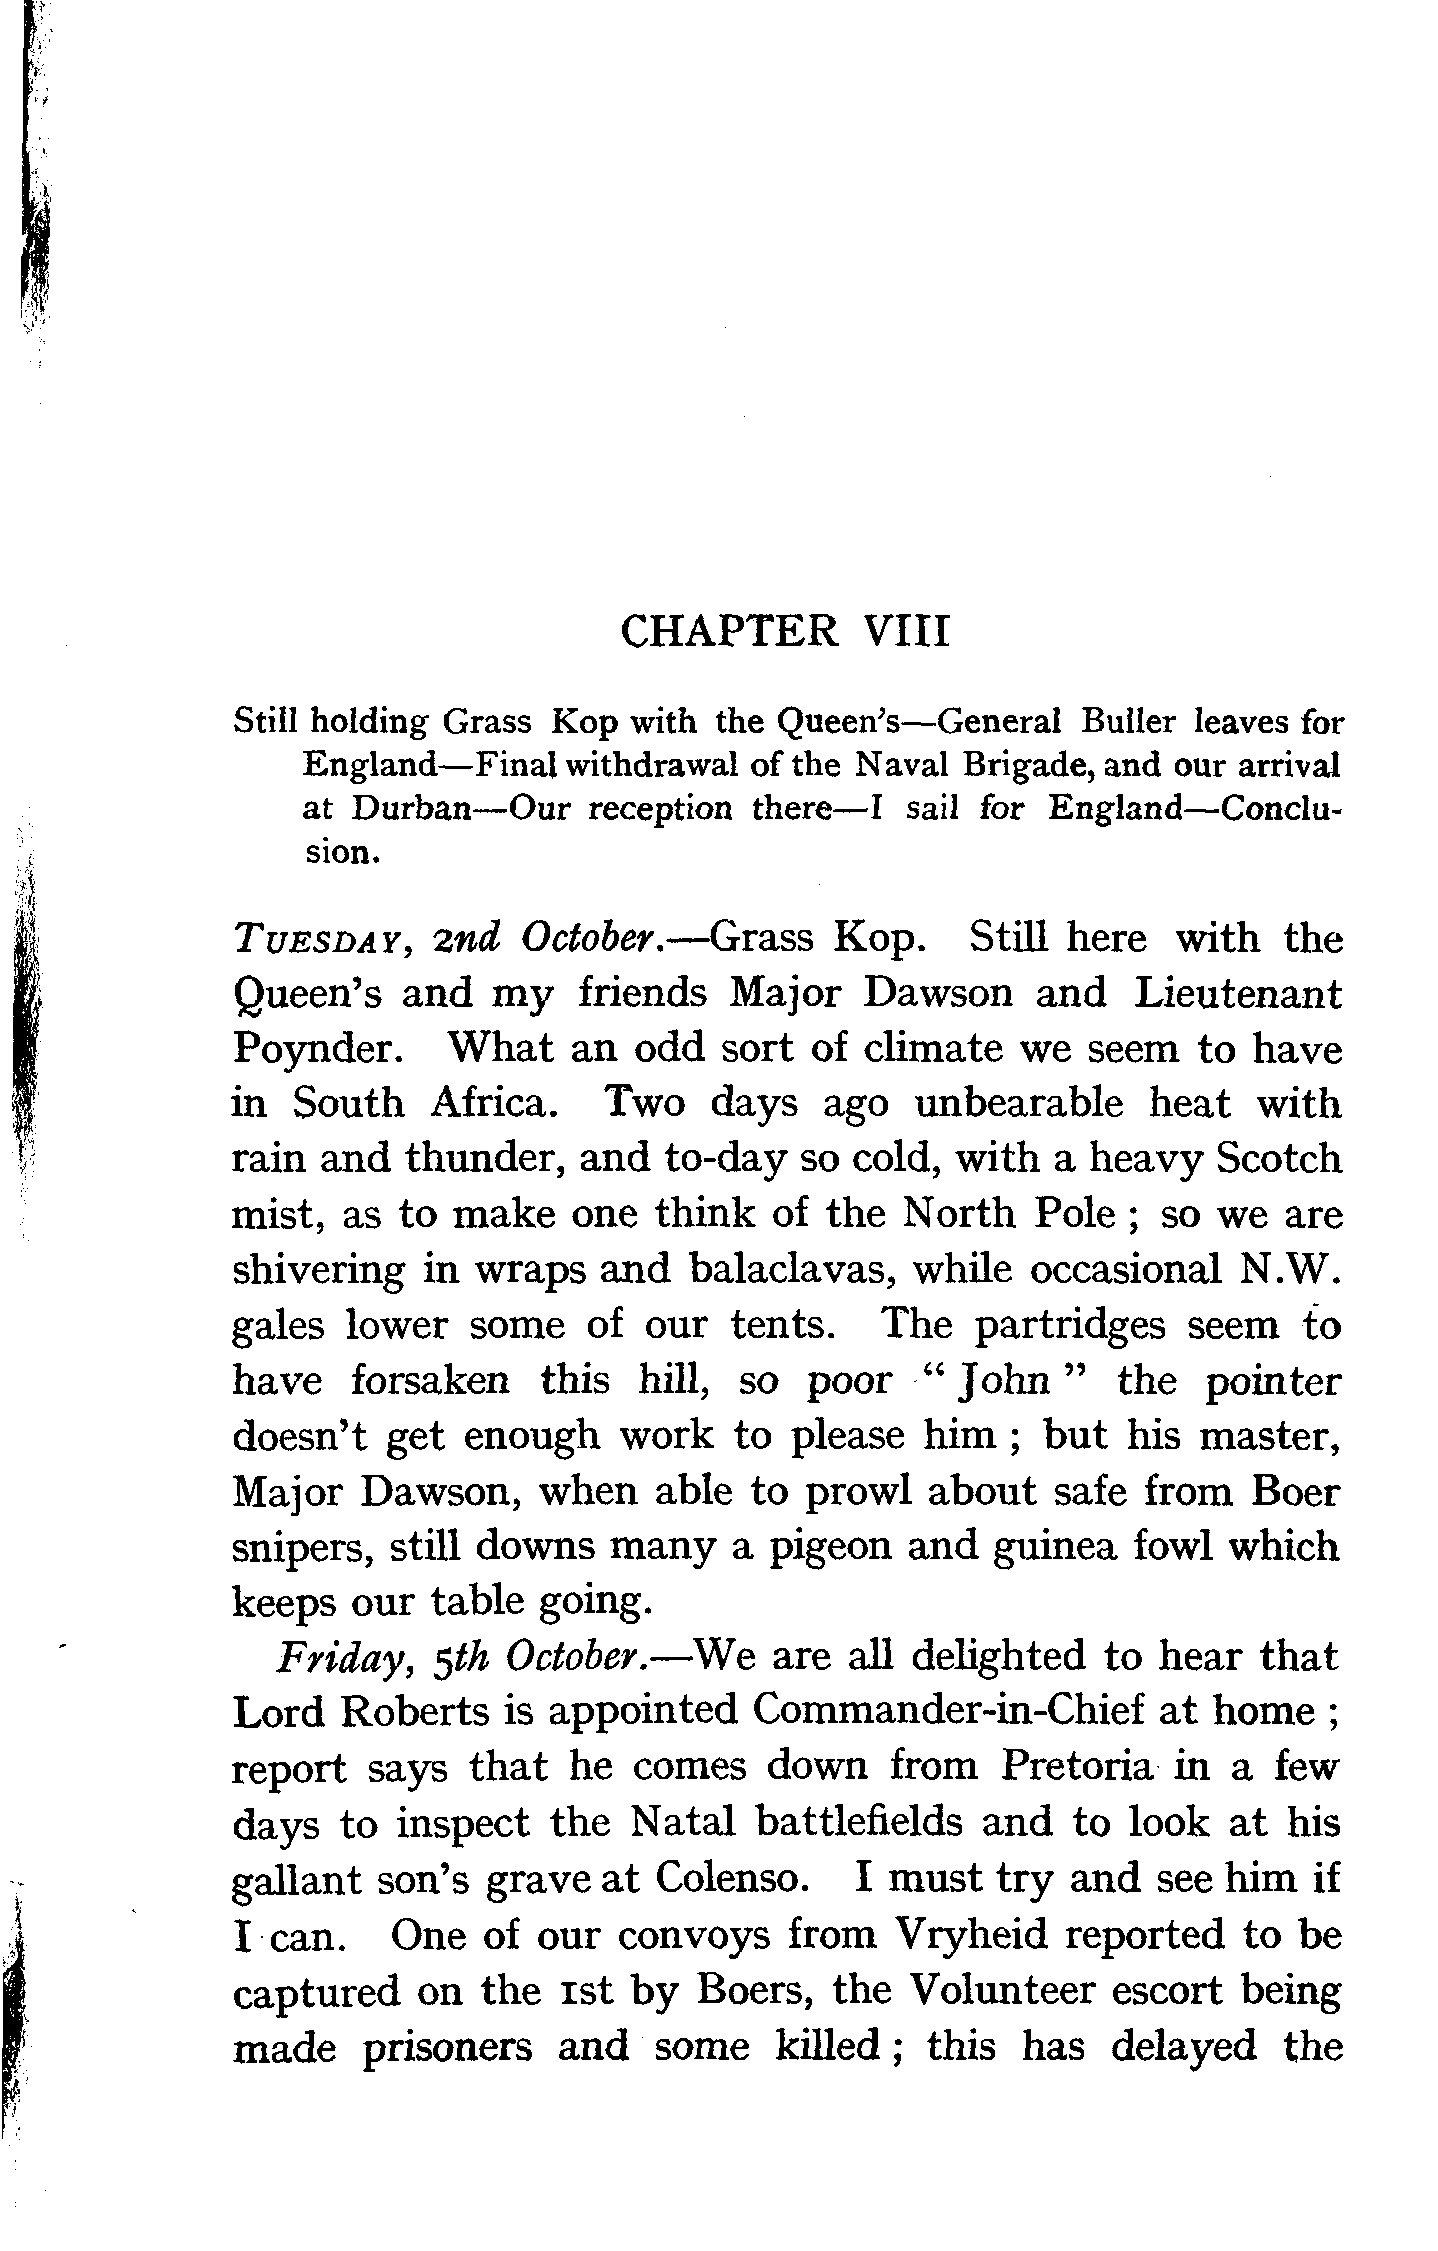 CHAPTER VIII
Still holding Grass Kop with the Queen's—General Buller leaves for
England—Final withdrawal of the Naval Brigade, and our arrival
at Durban—Our reception there—I sail for England—Conclu-
sion.
TUESDAY, 2nd October.—Grass Kop. Still here with the
Queen's and my friends Major Dawson and Lieutenant
Poynder. What an odd sort of climate we seem to have
in South Africa. Two days ago unbearable heat with
rain and thunder, and to-day so cold, with a heavy Scotch
mist, as to make one think of the North Pole ; so we are
shivering in wraps and balaclavas, while occasional N.W.
gales lower some of our tents. The partridges seem to
have forsaken this hill, so poor " John " the pointer
doesn't get enough work to please him ; but his master,
Major Dawson, when able to prowl about safe from Boer
snipers, still downs many a pigeon and guinea fowl which
keeps our table going.
Friday, 5th October.—We are all delighted to hear that
Lord Roberts is appointed Commander-in-Chief at home ;
report says that he comes down from Pretoria in a few
days to inspect the Natal battlefields and to look at his
gallant son's grave at Colenso. I must try and see him if
I can. One of our convoys from Vryheid reported to be
captured on the 1st by Boers, the Volunteer escort being
made prisoners and some killed ; this has delayed the